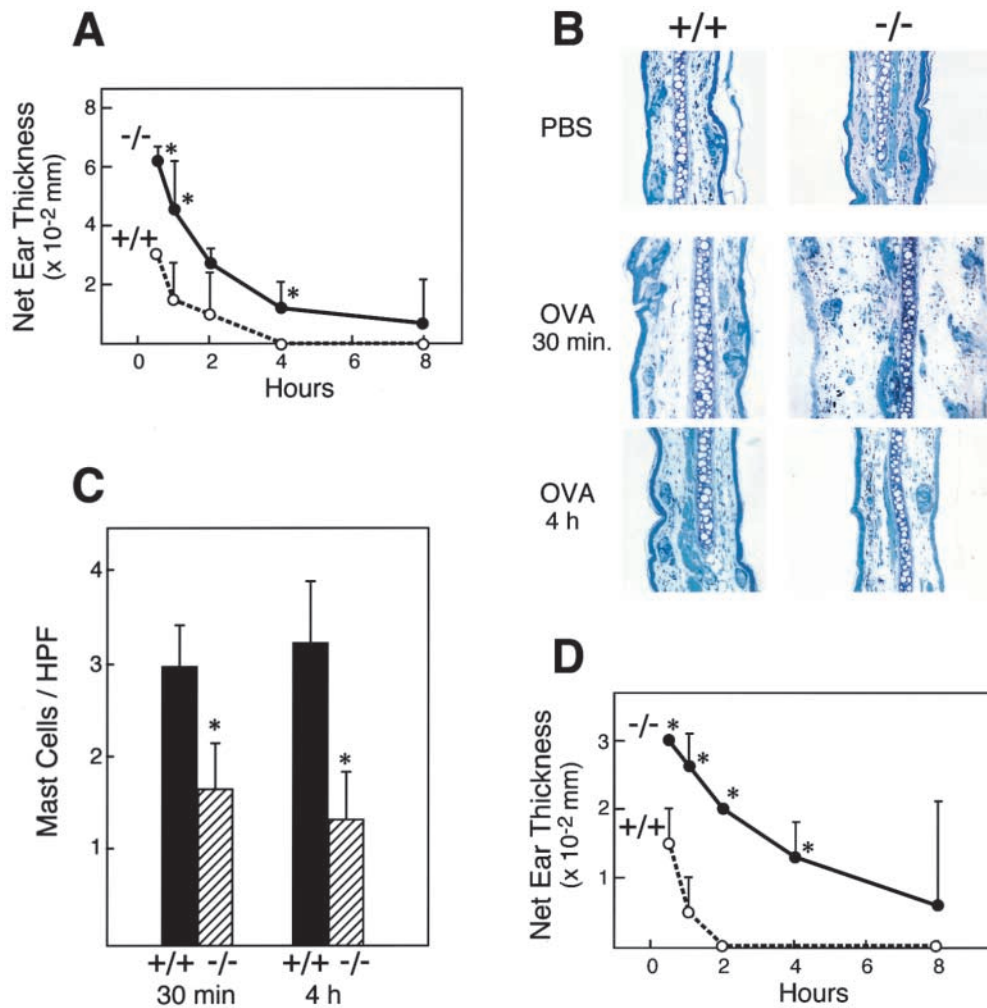 A
Net Ear Thickness
(x 10-2 mm)
8
6
4
2
-/-
*
*
+/+
*
0 2 4 6 8
Hours
B
+/+ -/-
PBS
OVA
30 min.
OVA
4 h
C
Mast Cells / HPF
4
3
2
1
*
*
+/+ -/- +/+ -/-
30 min 4 h
D
Net Ear Thickness
(x 10-2 mm)
3
2
1
-/- *
*
*
+/+
*
0 2 4 6 8
Hours